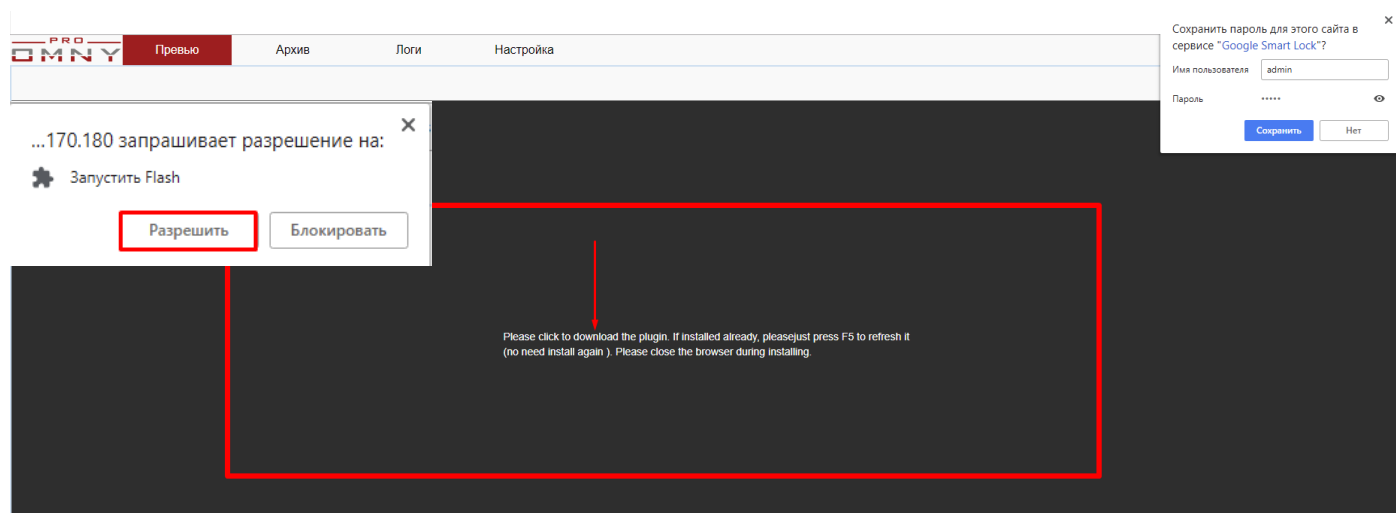 PRO
OMNY
Превью Архив Логи Настройка
Сохранить пароль для этого сайта в
сервисе "Google Smart Lock"?
Имя пользователя admin
Пароль •••••
Сохранить Нет
...170.180 запрашивает разрешение на:
Запустить Flash
Разрешить Блокировать
Please click to download the plugin. If installed already, pleasejust press F5 to refresh it
(no need install again ). Please close the browser during installing.